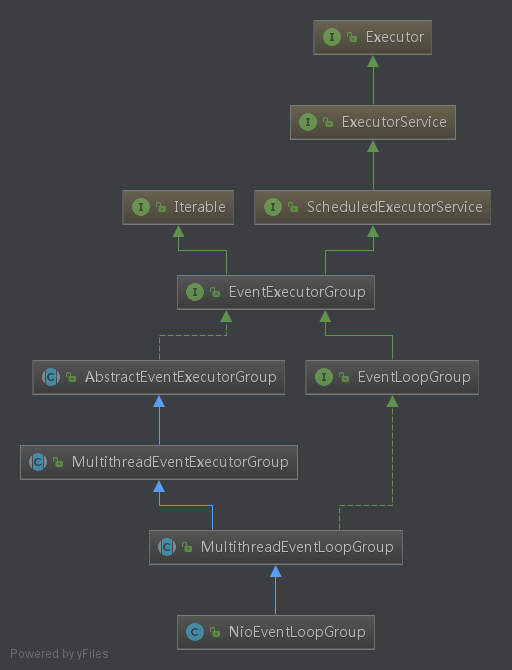 I Executor
I ExecutorService
I Iterable
I ScheduledExecutorService
I EventExecutorGroup
C AbstractEventExecutorGroup
I EventLoopGroup
C MultithreadEventExecutorGroup
C MultithreadEventLoopGroup
C NioEventLoopGroup
Powered by yFiles